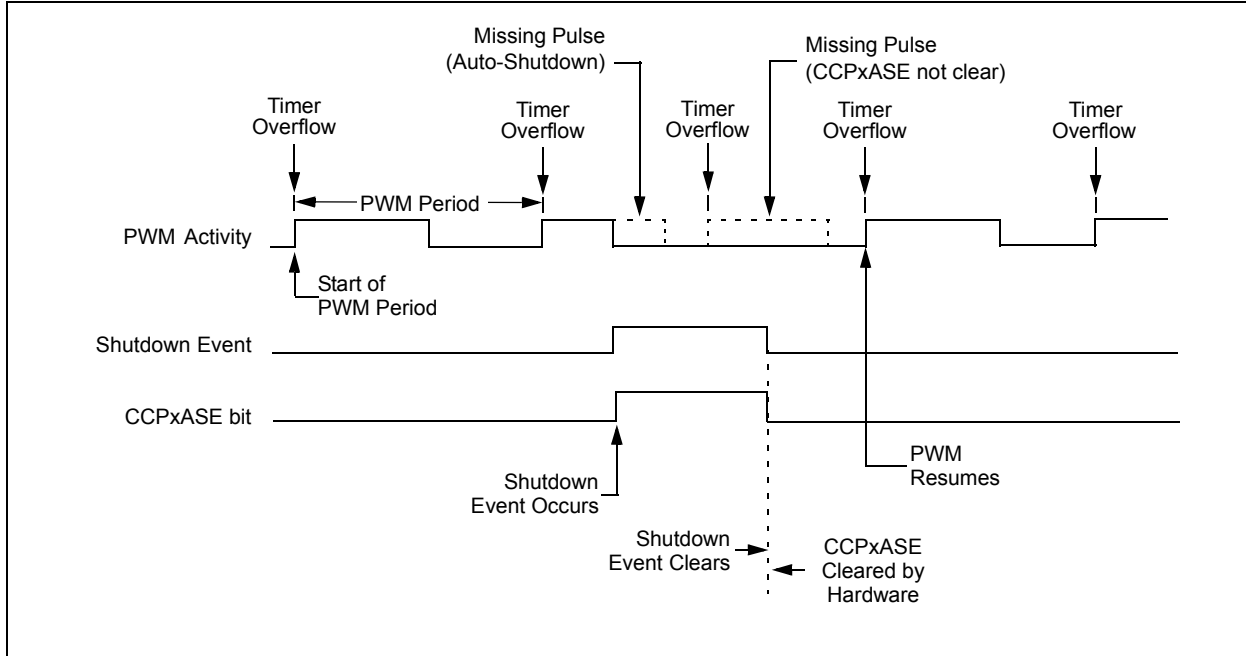 Missing Pulse
(Auto-Shutdown)
Missing Pulse
(CCPxASE not clear)
Timer
Overflow
Timer
Overflow
Timer
Overflow
Timer
Overflow
Timer
Overflow
PWM Period
PWM Activity
Start of
PWM Period
Shutdown Event
CCPxASE bit
Shutdown
Event Occurs
PWM
Resumes
Shutdown
Event Clears
CCPxASE
Cleared by
Hardware